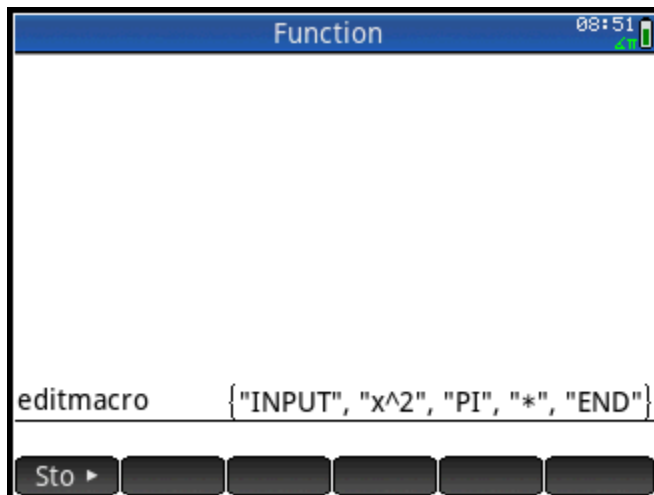 Function 08:51
∠π
editmacro {"INPUT", "x^2", "PI", "*", "END"}
Sto ►